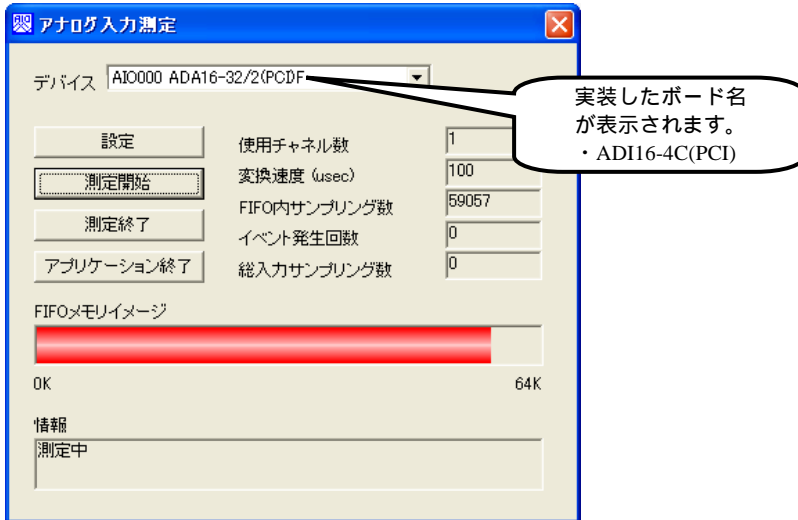 アナログ入力測定
デバイス AIO000 ADA16-32/2(PCI)F
実装したボード名
が表示されます。
・ADI16-4C(PCI)
設定
測定開始
測定終了
アプリケーション終了
使用チャネル数 1
変換速度 (usec) 100
FIFO内サンプリング数 59057
イベント発生回数 0
総入力サンプリング数 0
FIFOメモリイメージ
0K 64K
情報
測定中